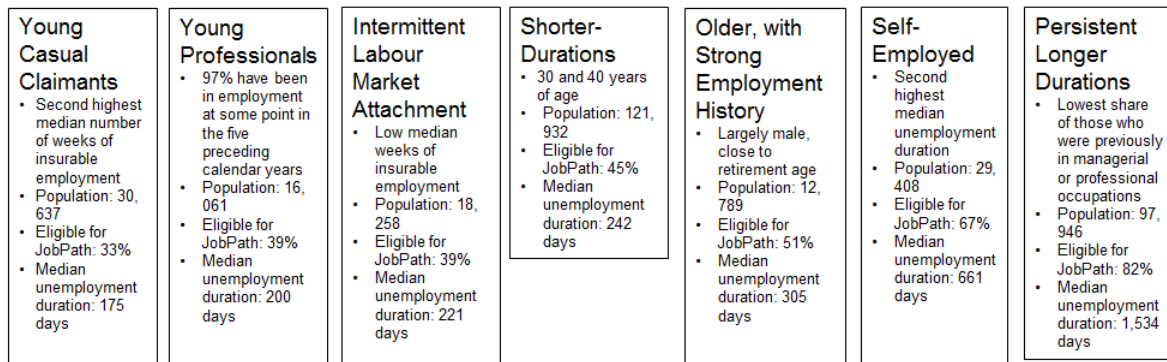 Young
Casual
Claimants
• Second highest
median number
of weeks of
insurable
employment
• Population: 30,
637
• Eligible for
JobPath: 33%
• Median
unemployment
duration: 175
days
Young
Professionals
• 97% have been
in employment
at some point in
the five
preceding
calendar years
• Population: 16,
061
• Eligible for
JobPath: 39%
• Median
unemployment
duration: 200
days
Intermittent
Labour
Market
Attachment
• Low median
weeks of
insurable
employment
• Population: 18,
258
• Eligible for
JobPath: 39%
• Median
unemployment
duration: 221
days
Shorter-
Durations
• 30 and 40 years
of age
• Population: 121,
932
• Eligible for
JobPath: 45%
• Median
unemployment
duration: 242
days
Older, with
Strong
Employment
History
• Largely male,
close to
retirement age
• Population: 12,
789
• Eligible for
JobPath: 51%
• Median
unemployment
duration: 305
days
Self-
Employed
• Second
highest
median
unemployment
duration
• Population: 29,
408
• Eligible for
JobPath: 67%
• Median
unemployment
duration: 661
days
Persistent
Longer
Durations
• Lowest share
of those who
were previously
in managerial
or professional
occupations
• Population: 97,
946
• Eligible for
JobPath: 82%
• Median
unemployment
duration: 1,534
days